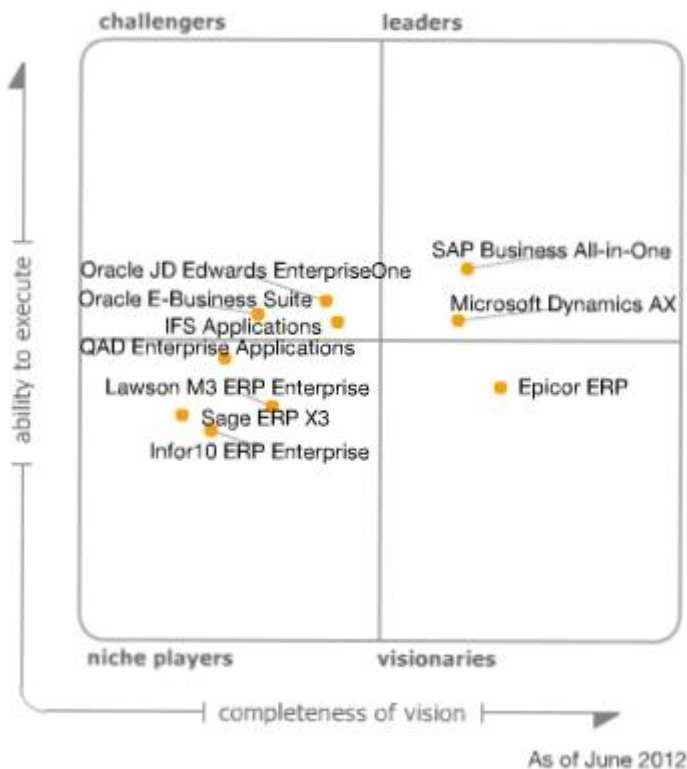 challengers
leaders
ability to execute
SAP Business All-in-One
Oracle JD Edwards EnterpriseOne
Oracle E-Business Suite
Microsoft Dynamics AX
IFS Applications
QAD Enterprise Applications
Lawson M3 ERP Enterprise
Epicor ERP
Sage ERP X3
Infor10 ERP Enterprise
niche players
visionaries
completeness of vision
As of June 2012